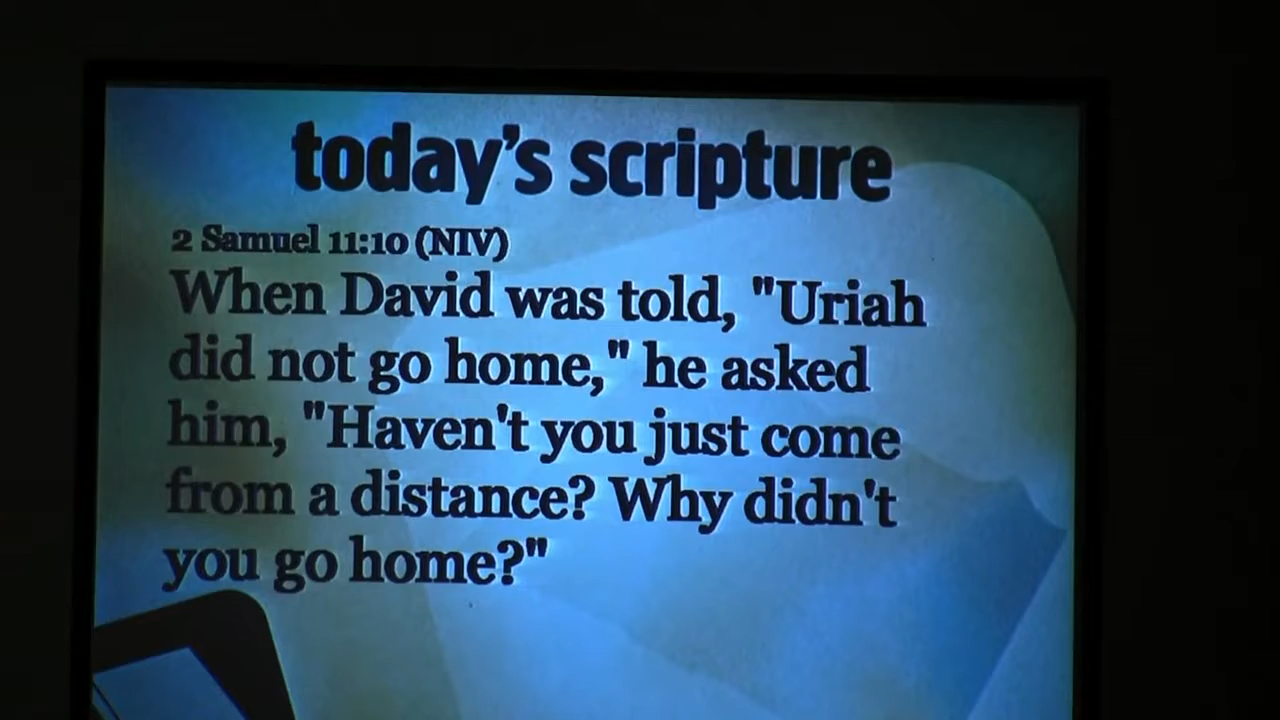 today's scripture
2 Samuel 11:10 (NIV)
When David was told, "Uriah
did not go home," he asked
him, "Haven't you just come
from a distance? Why didn't
you go home?"